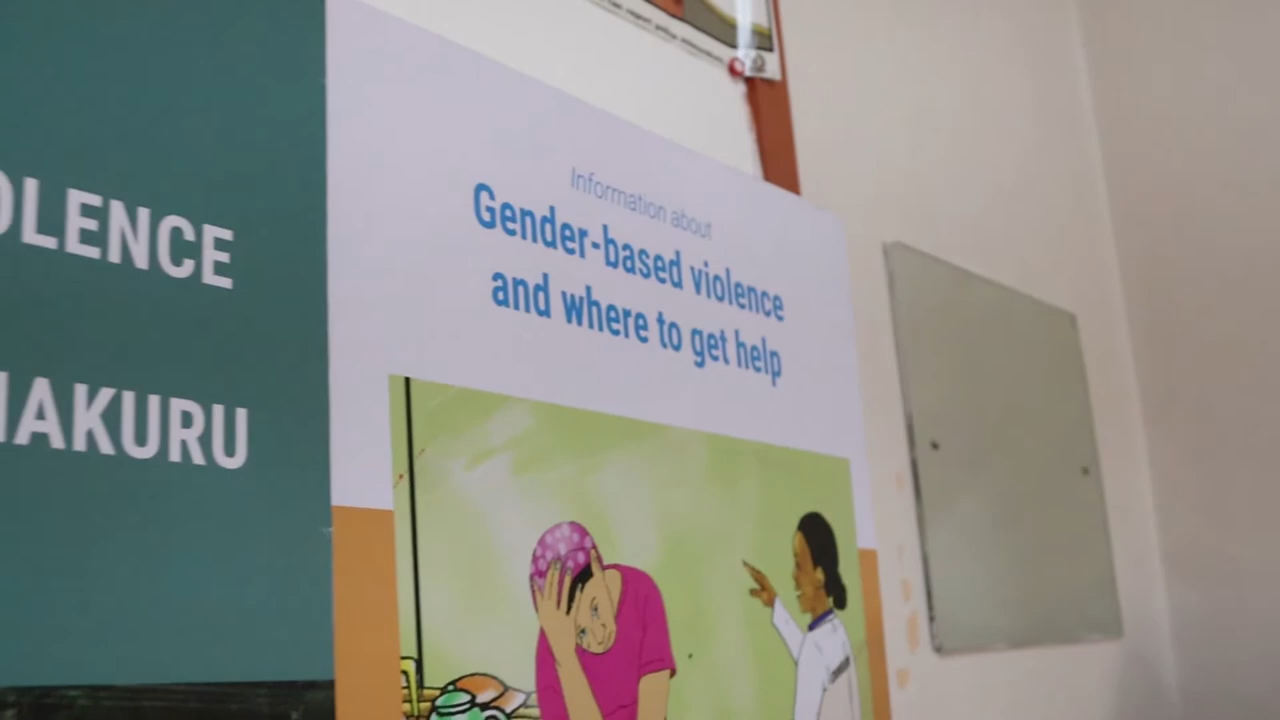 Information about
Gender-based violence
and where to get help
OLENCE
AKURU